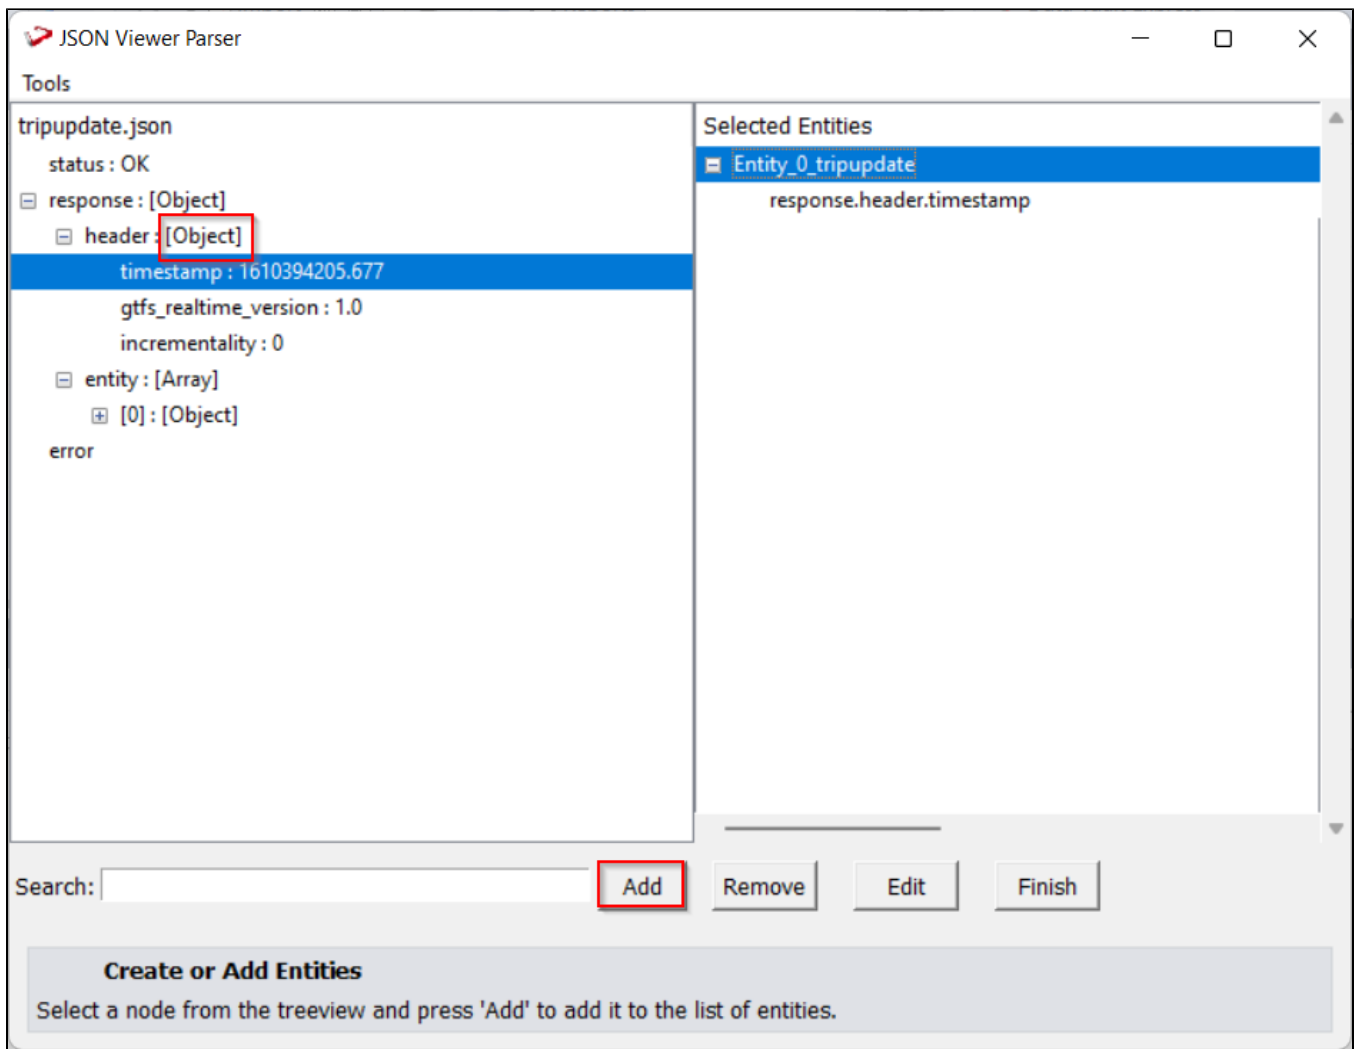 JSON Viewer Parser
Tools
tripupdate.json
status : OK
response : [Object]
header : [Object]
timestamp : 1610394205.677
gtfs_realtime_version : 1.0
incrementality : 0
entity : [Array]
[0] : [Object]
error
Selected Entities
Entity_0_tripupdate
response.header.timestamp
Search:
Add
Remove
Edit
Finish
Create or Add Entities
Select a node from the treeview and press 'Add' to add it to the list of entities.